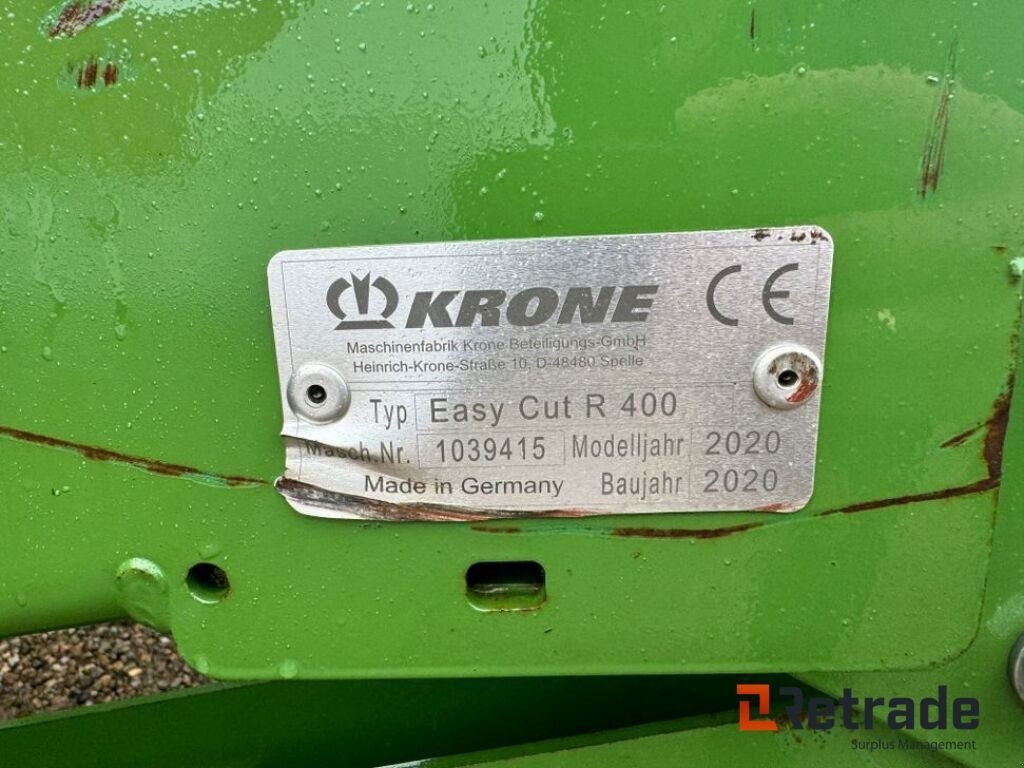 KRONE CE
Maschinenfabrik Krone Beteiligungs-GmbH
Heinrich-Krone-Straße 10, D-48480 Spelle
Typ Easy Cut R 400
Masch.Nr. 1039415 Modelljahr 2020
Made in Germany Baujahr 2020
Retrade
Surplus Management